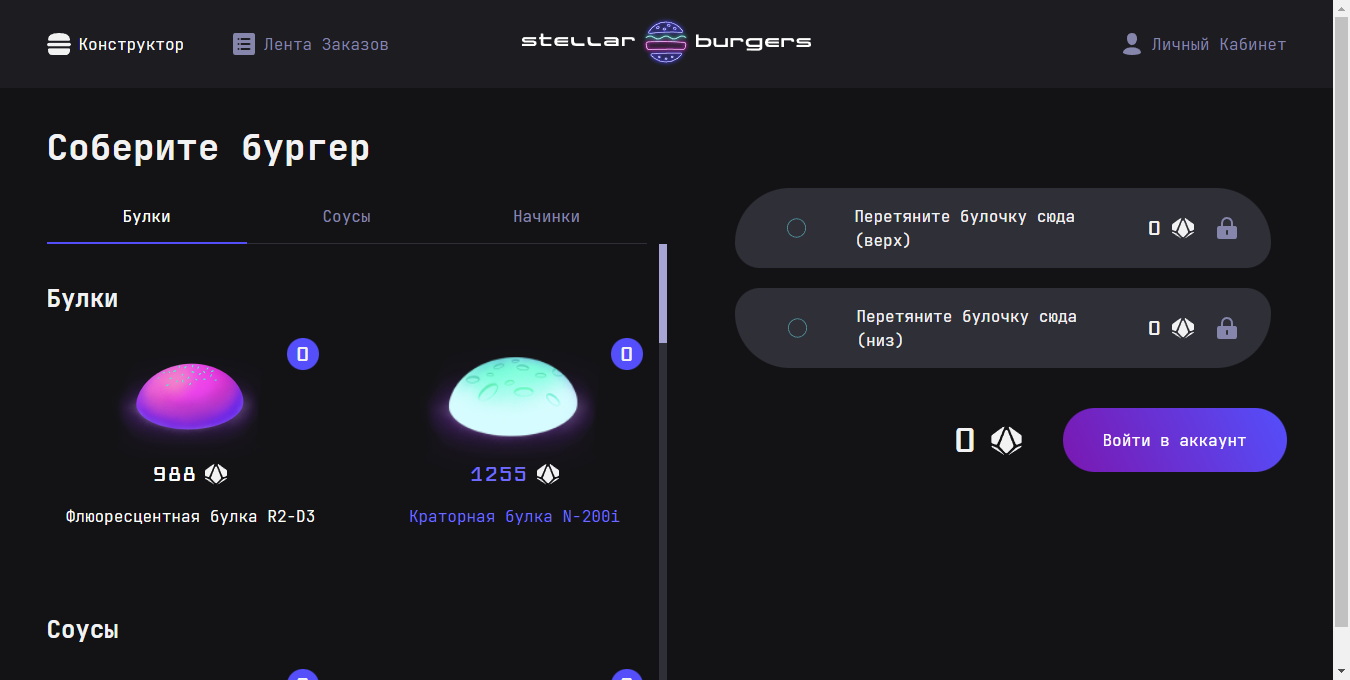 Конструктор
Лента Заказов
stellar burgers
Личный Кабинет
Соберите бургер
Булки
Соусы
Начинки
Булки
0
0
988
1255
Флюоресцентная булка R2-D3
Краторная булка N-200i
Соусы
Перетяните булочку сюда
(верх)
0
Перетяните булочку сюда
(низ)
0
0
Войти в аккаунт